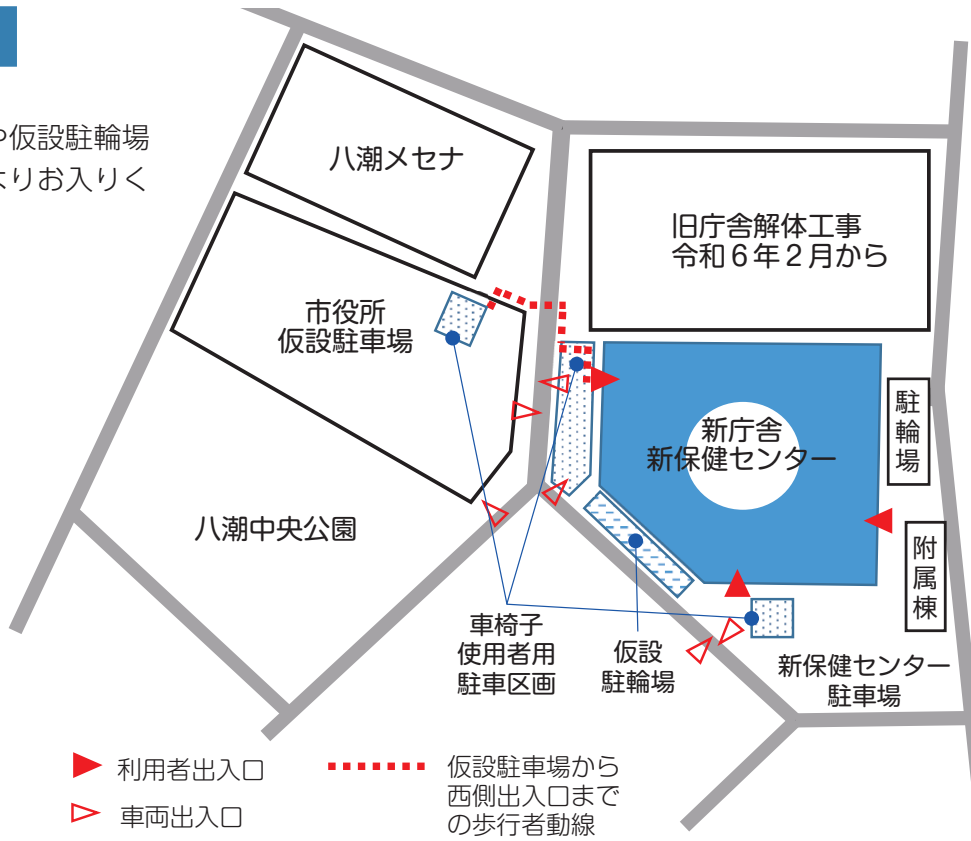 や仮設駐輪場
よりお入りく
八潮メセナ
旧庁舎解体工事
令和６年２月から
市役所
仮設駐車場
新庁舎
新保健センター
駐輪場
附属棟
八潮中央公園
車椅子
使用者用
駐車区画
仮設
駐輪場
新保健センター
駐車場
利用者出入口
車両出入口
仮設駐車場から
西側出入口まで
の歩行者動線